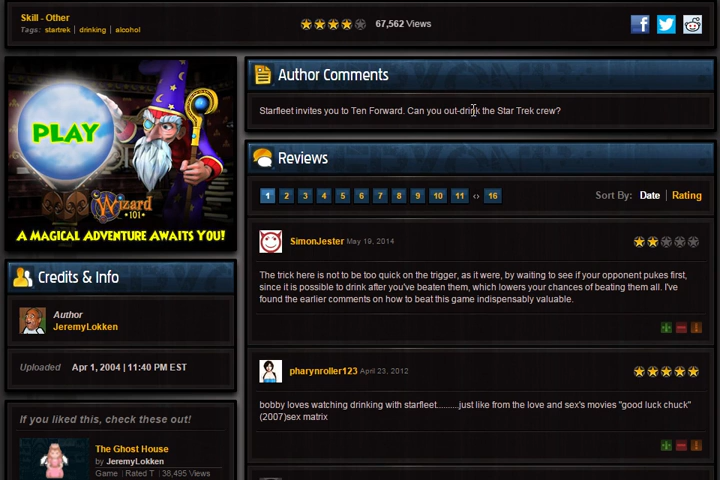 Skill - Other
Tags: startrek | drinking | alcohol
67,562 Views
PLAY
Wizard
101
A MAGICAL ADVENTURE AWAITS YOU!
Credits & Info
Author
JeremyLokken
Uploaded Apr 1, 2004 | 11:40 PM EST
If you liked this, check these out!
The Ghost House
by JeremyLokken
Game | Rated T | 38,495 Views
Author Comments
Starfleet invites you to Ten Forward. Can you out-drink the Star Trek crew?
Reviews
1 2 3 4 5 6 7 8 9 10 11 ‹› 16
Sort By: Date | Rating
SimonJester May 19, 2014
The trick here is not to be too quick on the trigger, as it were, by waiting to see if your opponent pukes first,
since it is possible to drink after you've beaten them, which lowers your chances of beating them all. I've
found the earlier comments on how to beat this game indispensably valuable.
pharynroller123 April 23, 2012
bobby loves watching drinking with starfleet..........just like from the love and sex's movies "good luck chuck"
(2007)sex matrix